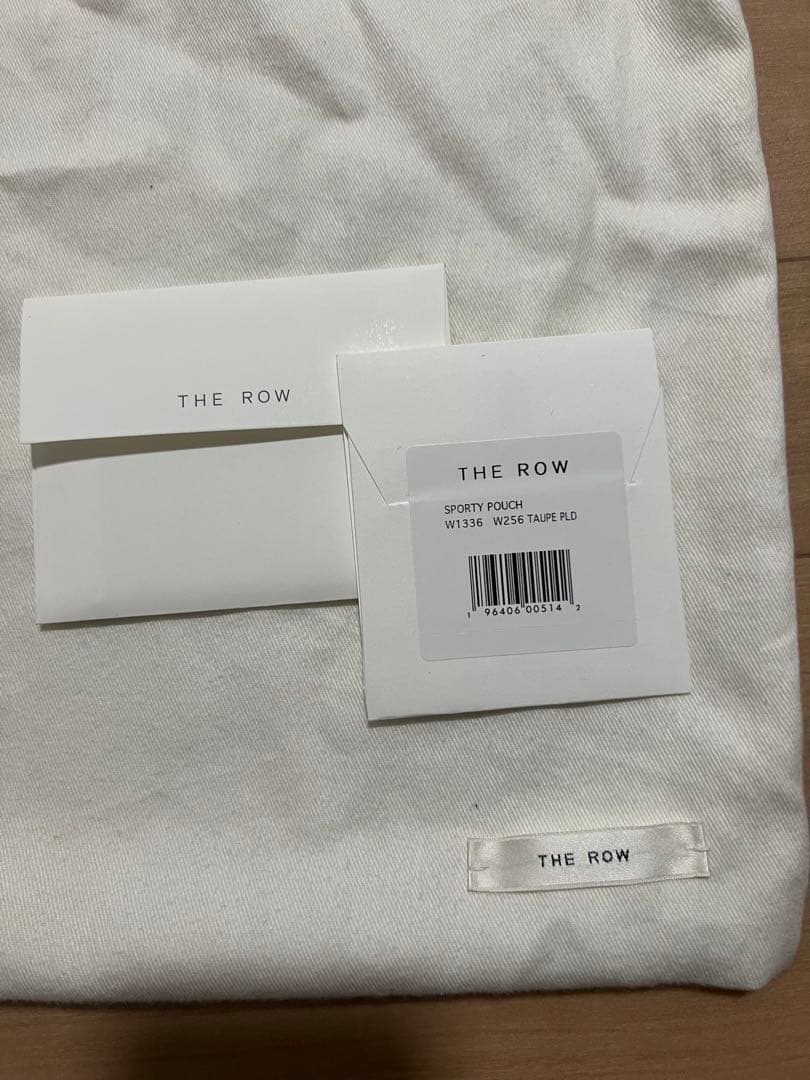 THE ROW
THE ROW
SPORTY POUCH
W1336 W256 TAUPE PLD
1 96406 00514 2
THE ROW